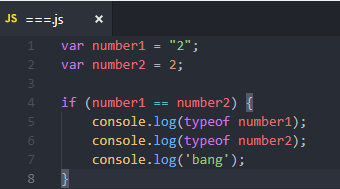 JS ===.js ×
1 var number1 = "2";
2 var number2 = 2;
3
4 if (number1 == number2) {
5 console.log(typeof number1);
6 console.log(typeof number2);
7 console.log('bang');
8 }